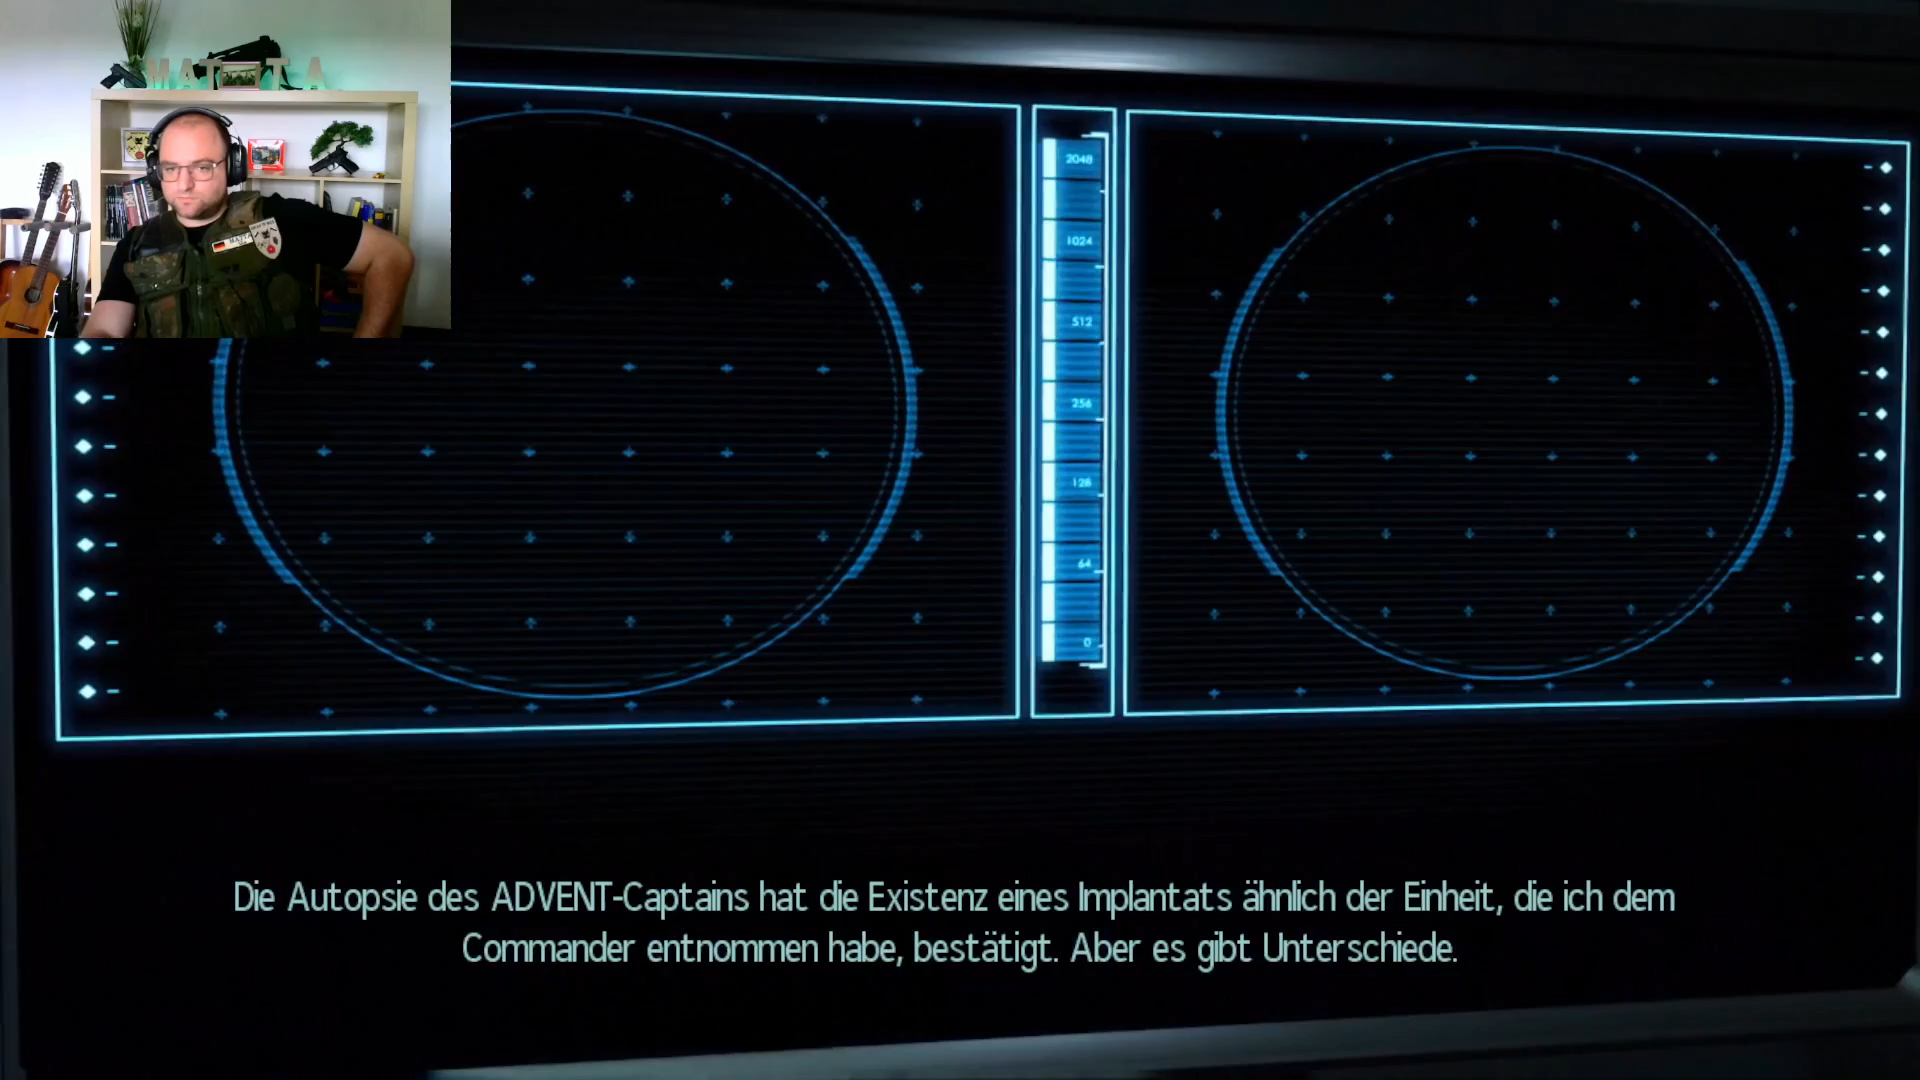 MATITA
2048
1024
512
256
128
64
0
Die Autopsie des ADVENT-Captains hat die Existenz eines Implantats ähnlich der Einheit, die ich dem
Commander entnommen habe, bestätigt. Aber es gibt Unterschiede.